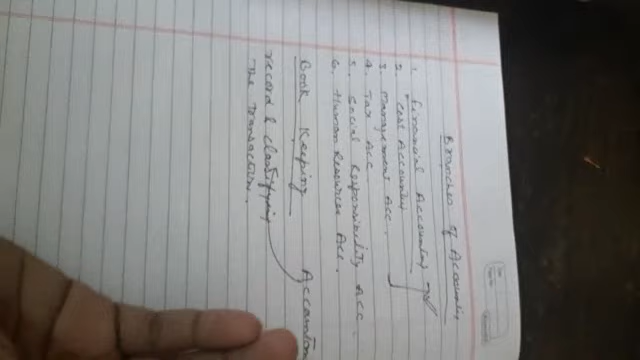 Branches of Accounting
1. Financial Accounting
2. Cost Accounting
3. Management Acc.
4. Tax Acc
5. Social Responsibility Acc.
6. Human Resources Acc.
Book Keeping
record & classifying
The transaction.